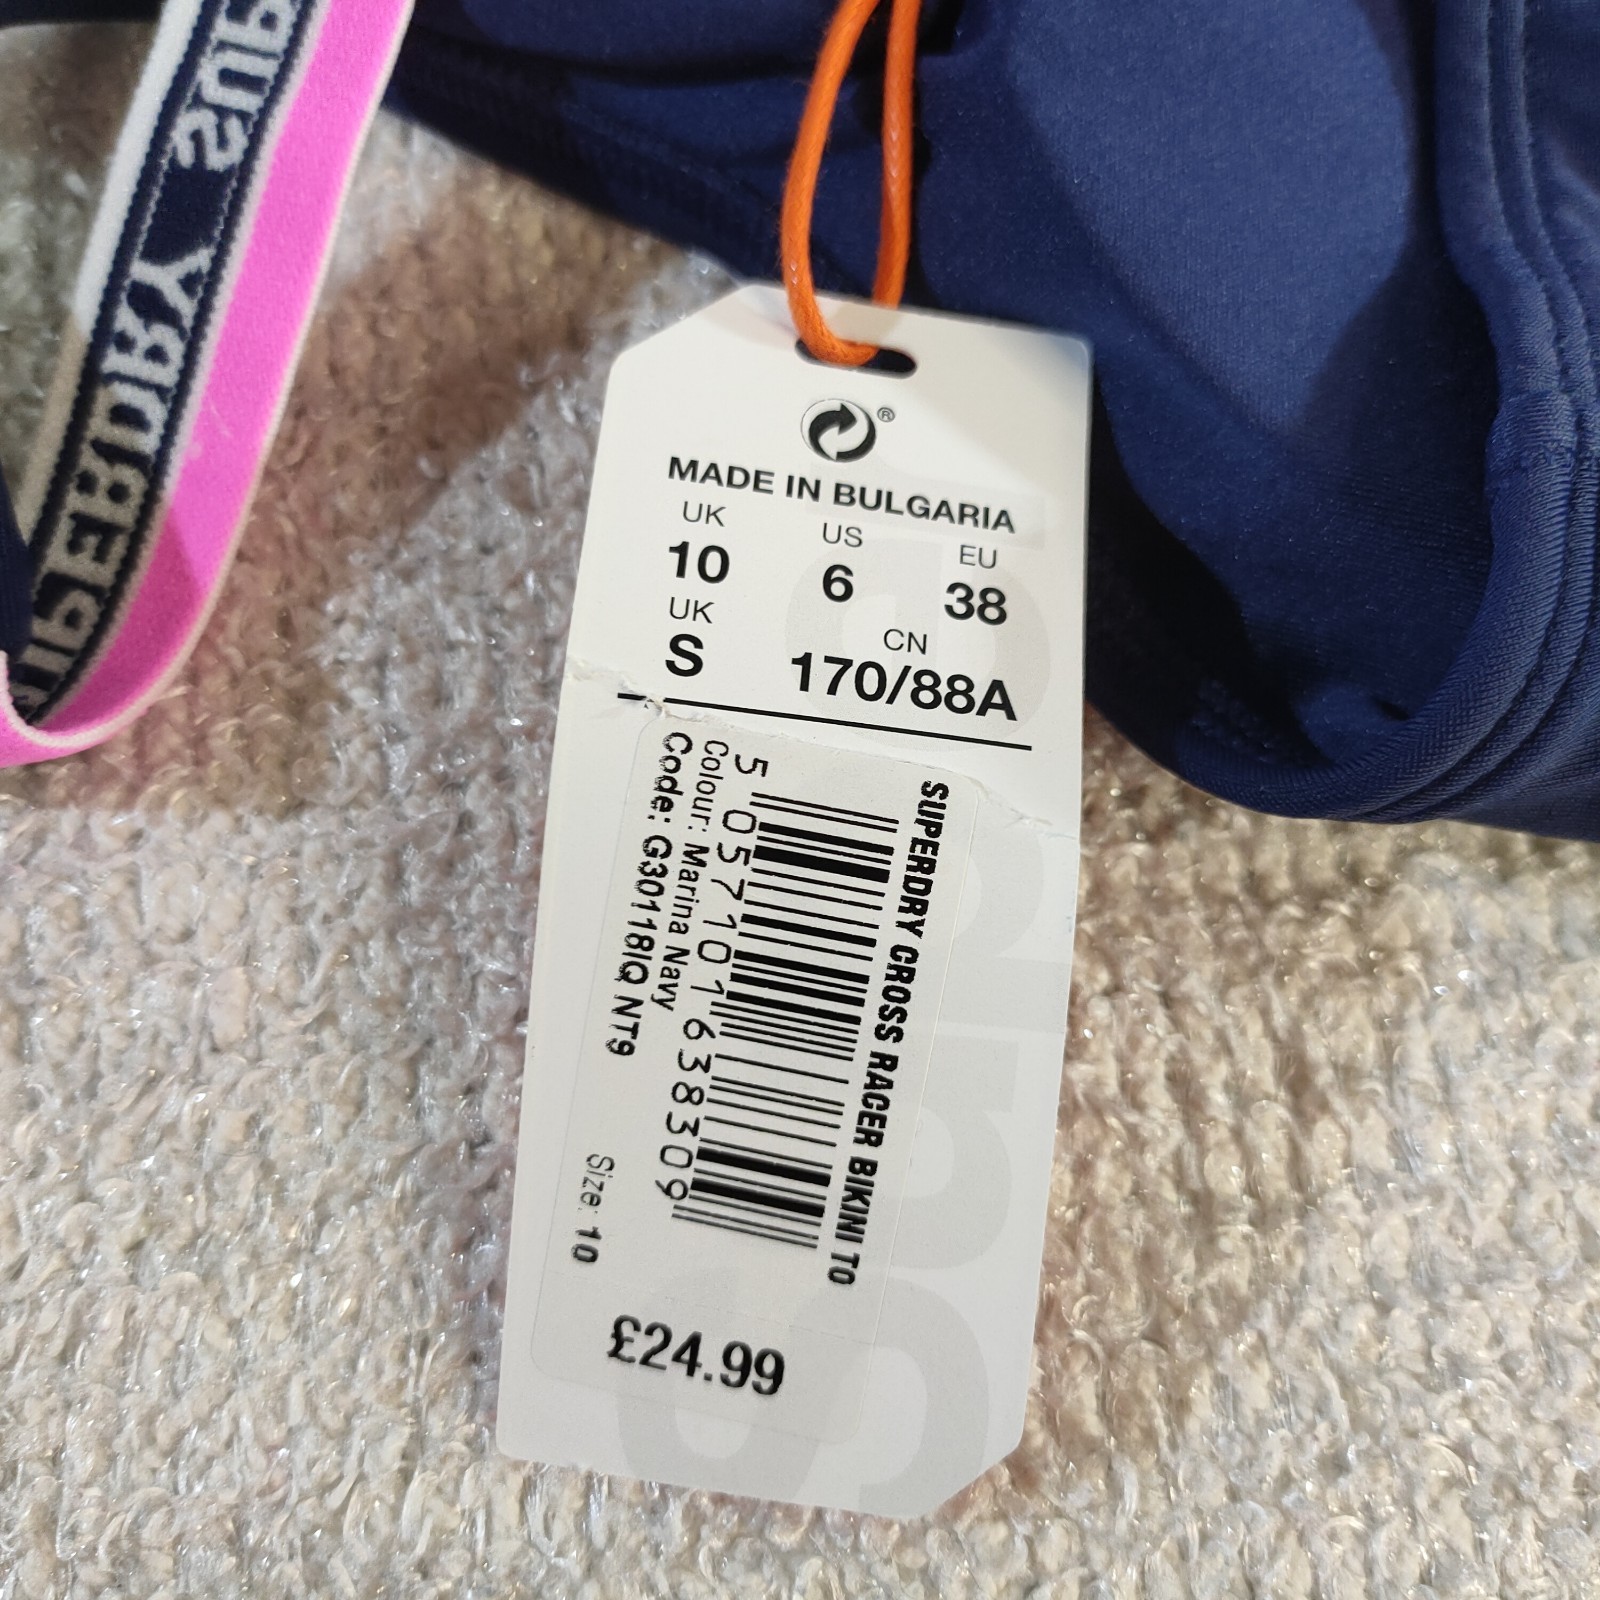 ®
MADE IN BULGARIA
UK US EU
10 6 38
UK CN
S 170/88A
SUPERDRY CROSS RACER BIKINI TO
5 057101 638309
Colour: Marina Navy
Code: G30118IQ NT9
Size: 10
£24.99
SUPERDRY